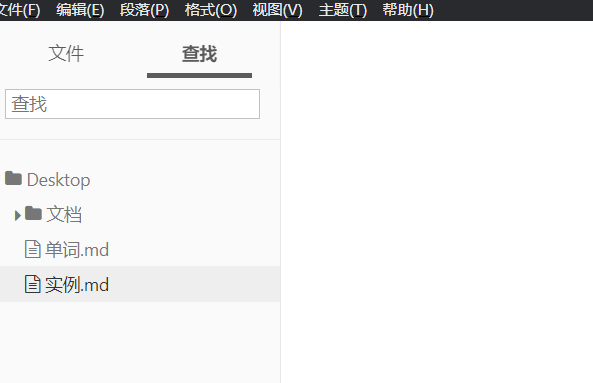 文件(F) 编辑(E) 段落(P) 格式(O) 视图(V) 主题(T) 帮助(H)
文件 查找
查找
Desktop
文档
单词.md
实例.md